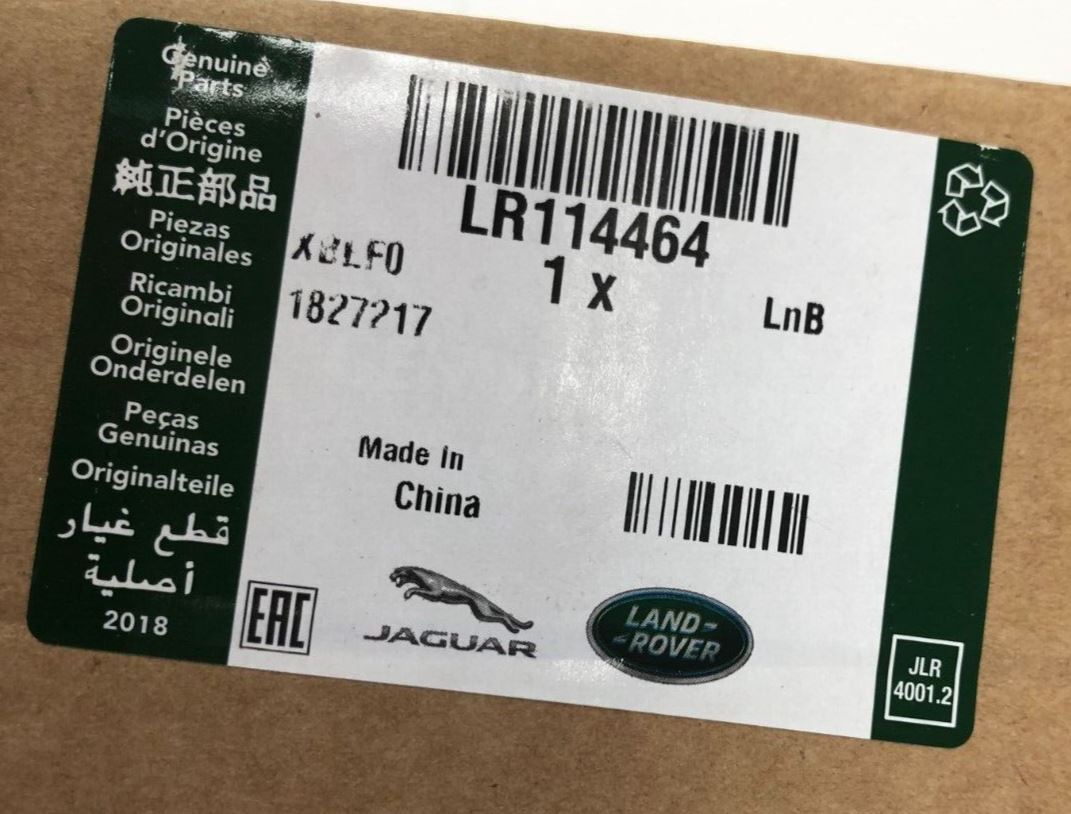 Genuine
Parts
Pièces
d'Origine
純正部品
Piezas
Originales
Ricambi
Originali
Originele
Onderdelen
Peças
Genuinas
Originalteile
قطع غيار
أصلية
2018
LR114464
1 x
LnB
XBLF0
1827217
Made in
China
EAC
JAGUAR
LAND-
-ROVER
JLR
4001.2